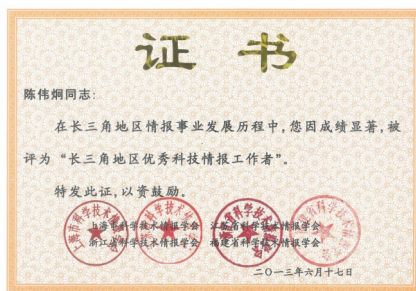 证 书
陈伟炯同志:
在长三角地区情报事业发展历程中,您因成绩显著,被
评为“长三角地区优秀科技情报工作者”。
特发此证,以资鼓励。
上海市科学技术情报学会 江苏省科学技术情报学会
浙江省科学技术情报学会 福建省科学技术情报学会
二〇一三年六月十七日